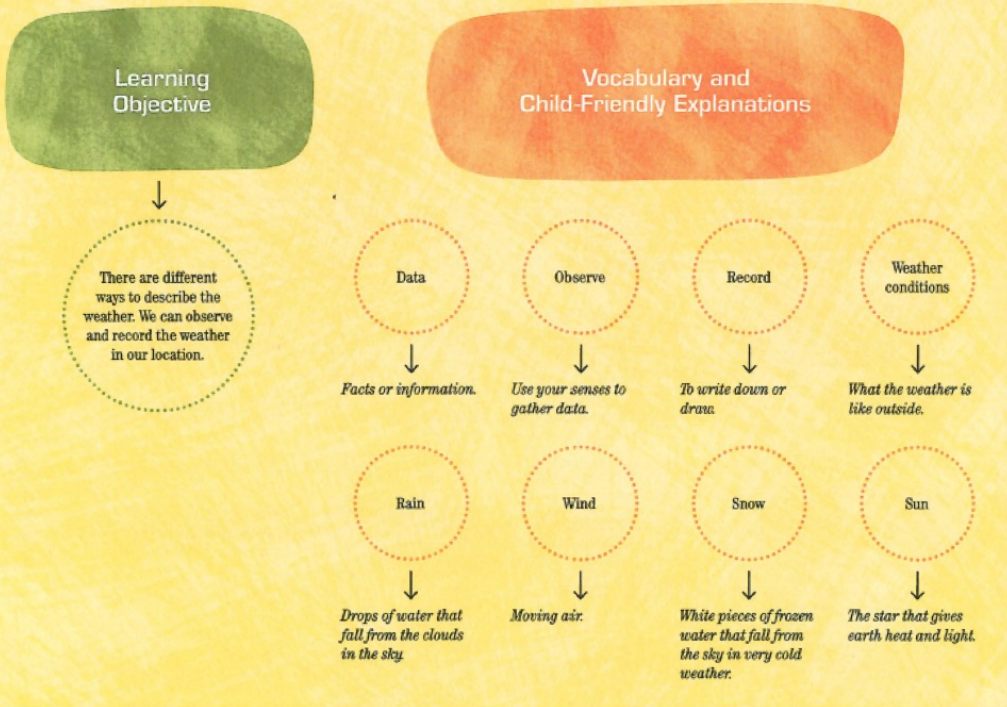 Learning
Objective
There are different
ways to describe the
weather. We can observe
and record the weather
in our location.
Vocabulary and
Child-Friendly Explanations
Data
Facts or information.
Observe
Use your senses to
gather data.
Record
To write down or
draw.
Weather
conditions
What the weather is
like outside.
Rain
Drops of water that
fall from the clouds
in the sky.
Wind
Moving air.
Snow
White pieces of frozen
water that fall from
the sky in very cold
weather.
Sun
The star that gives
earth heat and light.